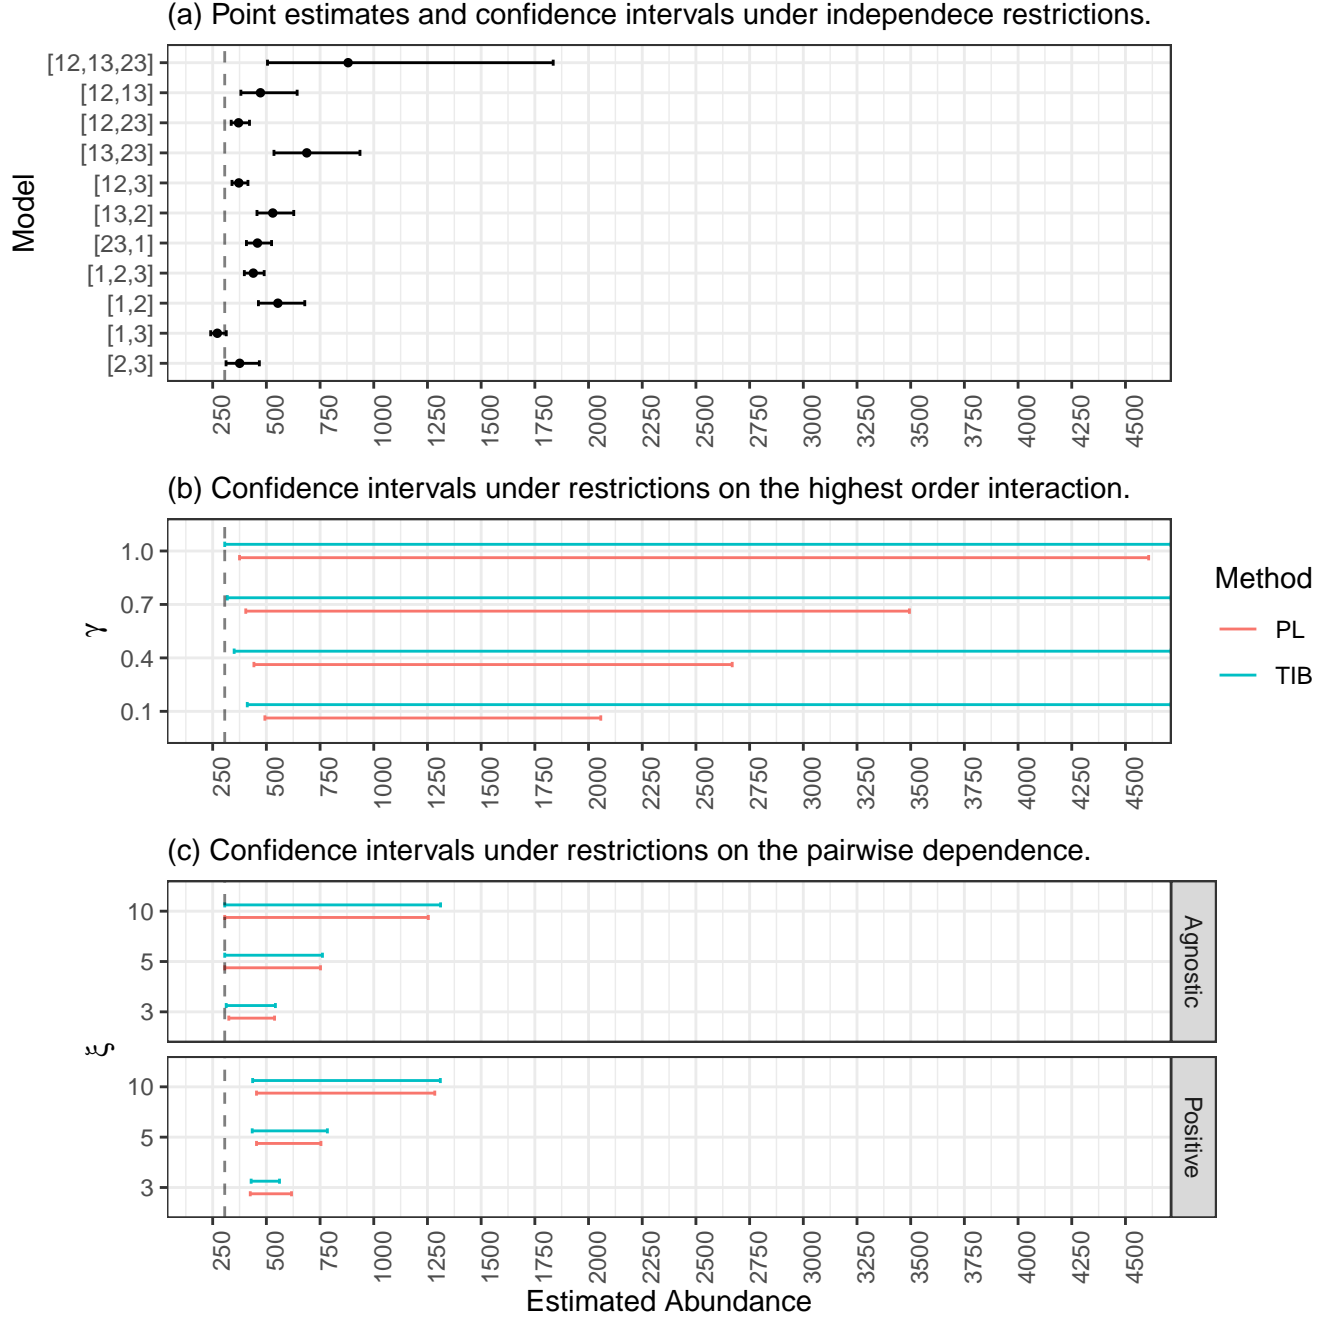 (a) Point estimates and confidence intervals under independece restrictions.
Model
[12,13,23]
[12,13]
[12,23]
[13,23]
[12,3]
[13,2]
[23,1]
[1,2,3]
[1,2]
[1,3]
[2,3]
250 500 750 1000 1250 1500 1750 2000 2250 2500 2750 3000 3250 3500 3750 4000 4250 4500
(b) Confidence intervals under restrictions on the highest order interaction.
γ
1.0
0.7
0.4
0.1
250 500 750 1000 1250 1500 1750 2000 2250 2500 2750 3000 3250 3500 3750 4000 4250 4500
Method
PL
TIB
(c) Confidence intervals under restrictions on the pairwise dependence.
ξ
10
5
3
Agnostic
10
5
3
Positive
250 500 750 1000 1250 1500 1750 2000 2250 2500 2750 3000 3250 3500 3750 4000 4250 4500
Estimated Abundance